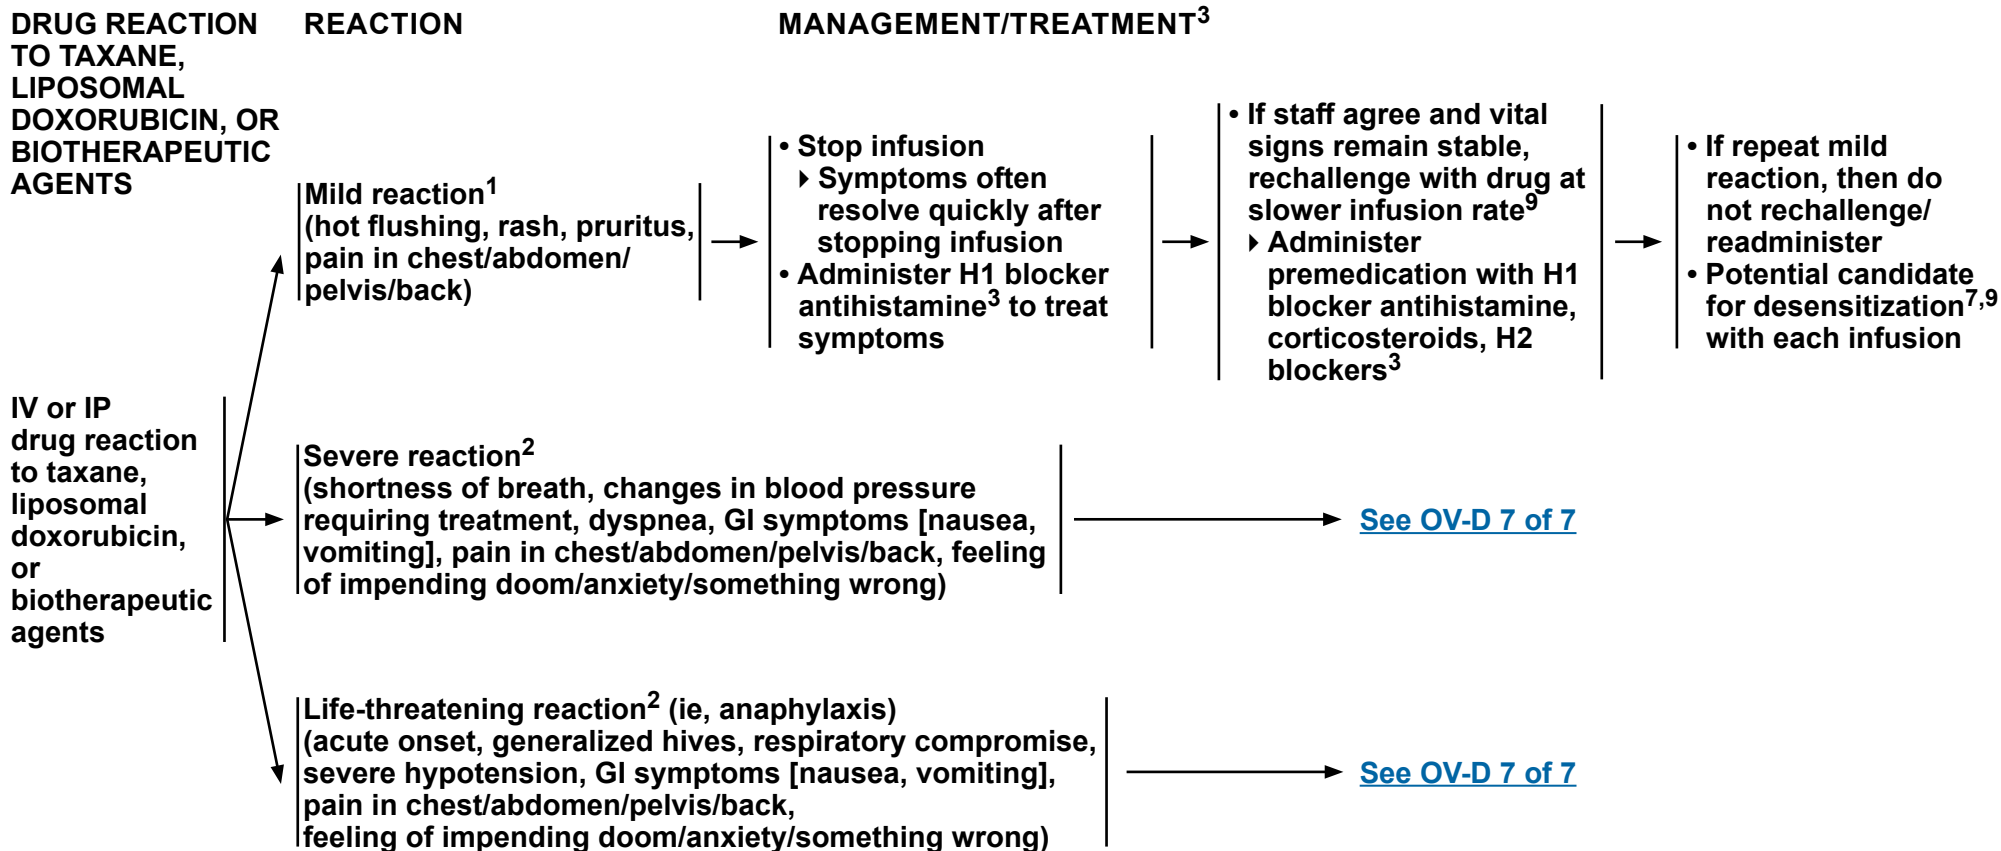 DRUG REACTION
TO TAXANE,
LIPOSOMAL
DOXORUBICIN, OR
BIOTHERAPEUTIC
AGENTS
REACTION
MANAGEMENT/TREATMENT3
IV or IP
drug reaction
to taxane,
liposomal
doxorubicin,
or
biotherapeutic
agents
Mild reaction1
(hot flushing, rash, pruritus,
pain in chest/abdomen/
pelvis/back)
• Stop infusion
▸ Symptoms often
resolve quickly after
stopping infusion
• Administer H1 blocker
antihistamine3 to treat
symptoms
• If staff agree and vital
signs remain stable,
rechallenge with drug at
slower infusion rate9
▸ Administer
premedication with H1
blocker antihistamine,
corticosteroids, H2
blockers3
• If repeat mild
reaction, then do
not rechallenge/
readminister
• Potential candidate
for desensitization7,9
with each infusion
Severe reaction2
(shortness of breath, changes in blood pressure
requiring treatment, dyspnea, GI symptoms [nausea,
vomiting], pain in chest/abdomen/pelvis/back, feeling
of impending doom/anxiety/something wrong)
See OV-D 7 of 7
Life-threatening reaction2 (ie, anaphylaxis)
(acute onset, generalized hives, respiratory compromise,
severe hypotension, GI symptoms [nausea, vomiting],
pain in chest/abdomen/pelvis/back,
feeling of impending doom/anxiety/something wrong)
See OV-D 7 of 7